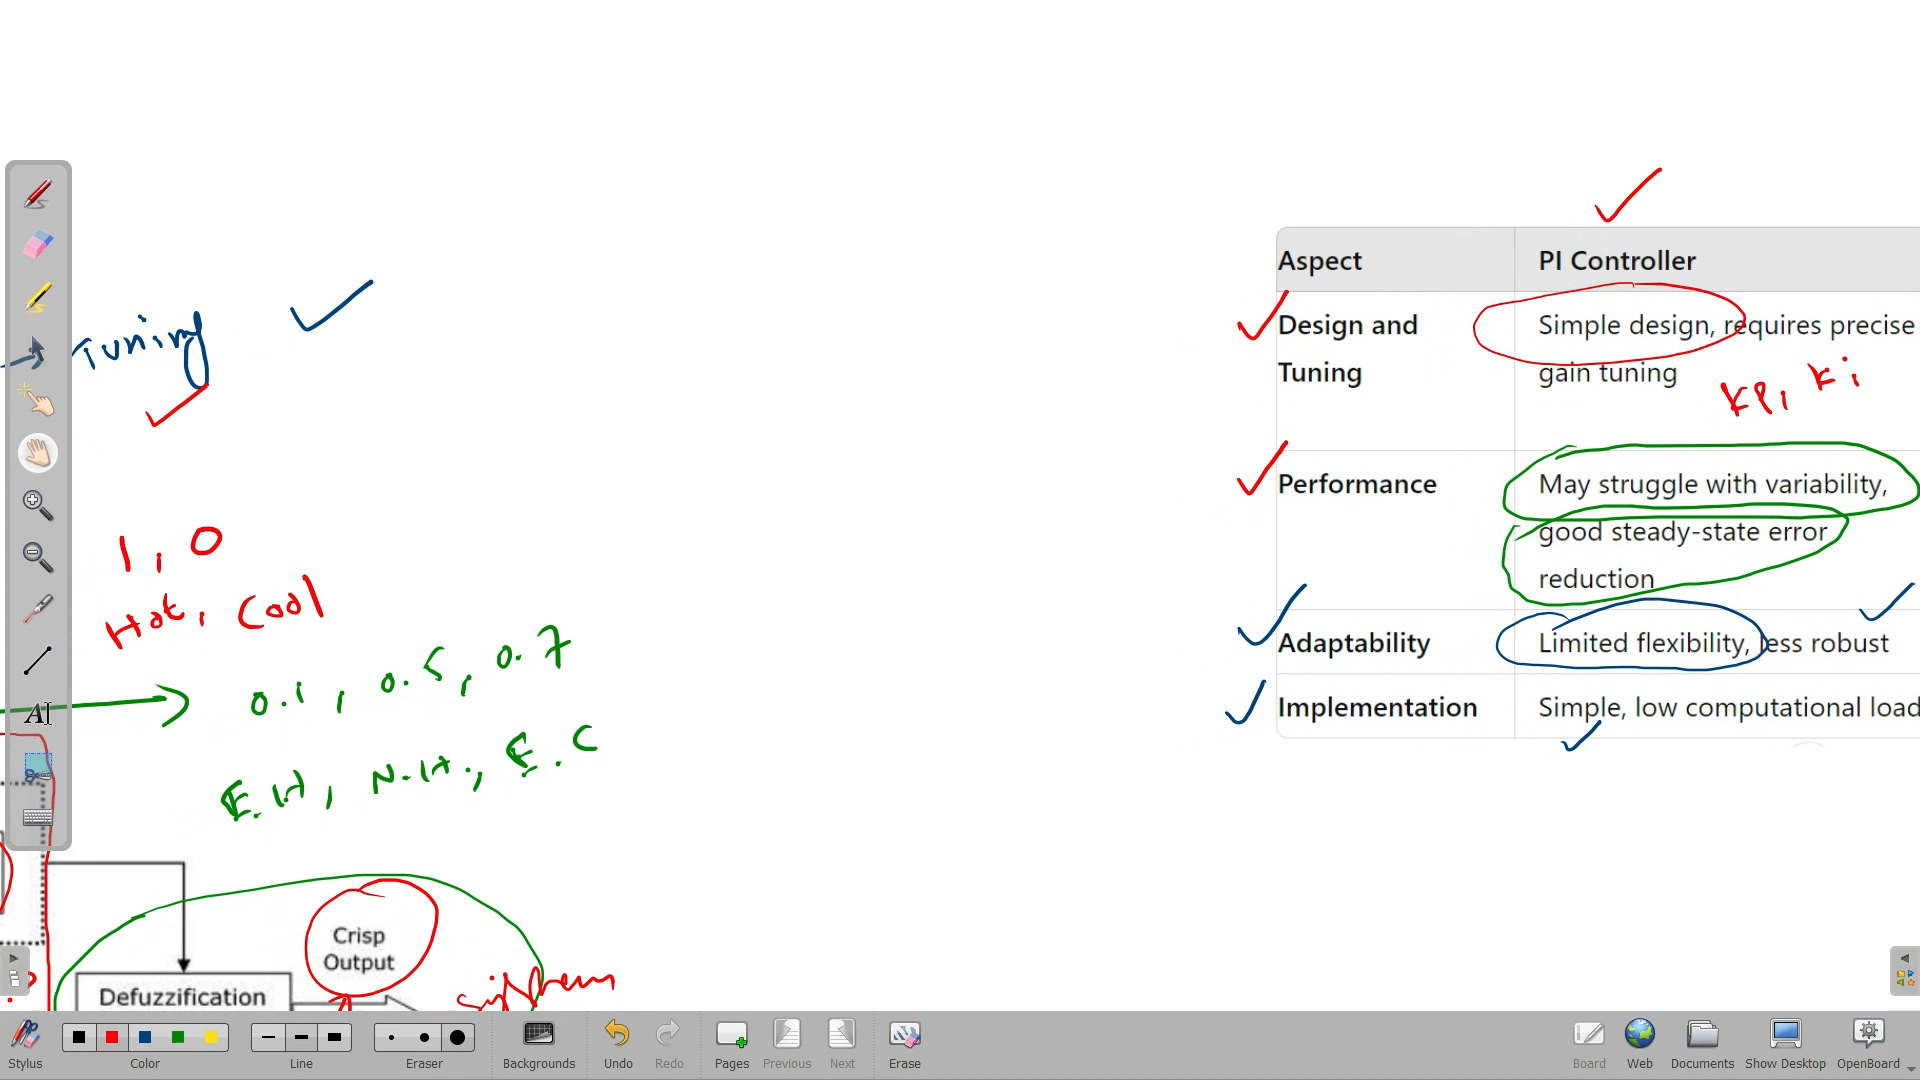 Tuning
1, 0
Hot, Cool
0.1, 0.5, 0.7
E.H, N.H., E.C
Crisp
Output
Defuzzification
system
Aspect
PI Controller
Design and
Tuning
Simple design, requires precise
gain tuning
KP, Ki
Performance
May struggle with variability,
good steady-state error
reduction
Adaptability
Limited flexibility, less robust
Implementation
Simple, low computational load
Stylus
Color
Line
Eraser
Backgrounds
Undo
Redo
Pages
Previous
Next
Erase
Board
Web
Documents
Show Desktop
OpenBoard